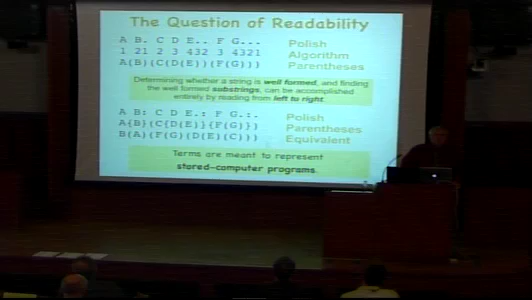 The Question of Readability
A B. C D E.. F G... Polish
1 21 2 3 432 3 4321 Algorithm
A(B)(C(D(E))(F(G))) Parentheses
Determining whether a string is well formed, and finding
the well formed substrings, can be accomplished
entirely by reading from left to right.
A B: C D E.: F G.:. Polish
A{B}(C{D(E)}{F(G)}) Parentheses
B(A)(F(G)(D(E)(C))) Equivalent
Terms are meant to represent
stored-computer programs.